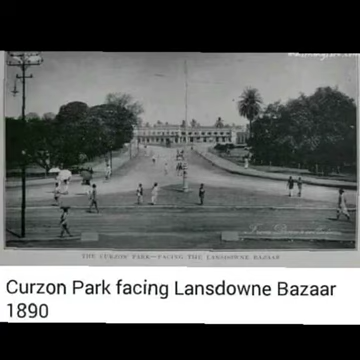 THE CURZON PARK—FACING THE LANSDOWNE BAZAAR
Curzon Park facing Lansdowne Bazaar
1890